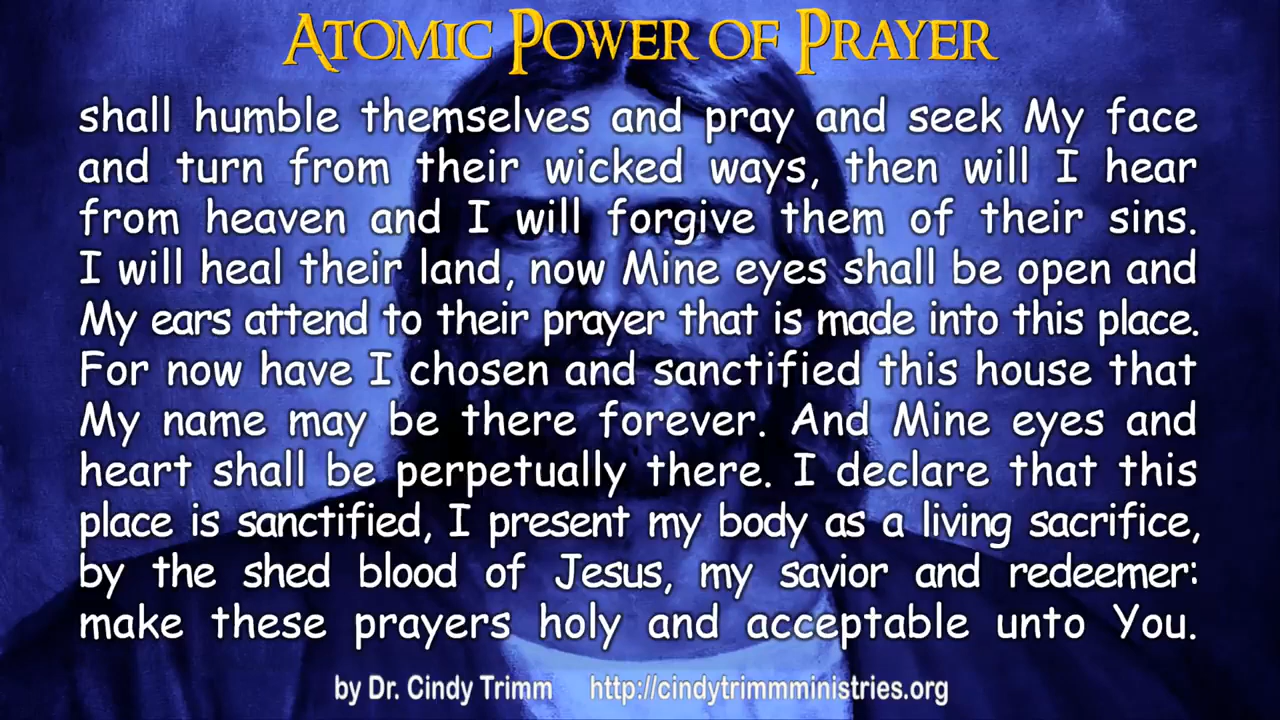 Atomic Power of Prayer
shall humble themselves and pray and seek My face
and turn from their wicked ways, then will I hear
from heaven and I will forgive them of their sins.
I will heal their land, now Mine eyes shall be open and
My ears attend to their prayer that is made into this place.
For now have I chosen and sanctified this house that
My name may be there forever. And Mine eyes and
heart shall be perpetually there. I declare that this
place is sanctified, I present my body as a living sacrifice,
by the shed blood of Jesus, my savior and redeemer:
make these prayers holy and acceptable unto You.
by Dr. Cindy Trimm http://cindytrimmministries.org